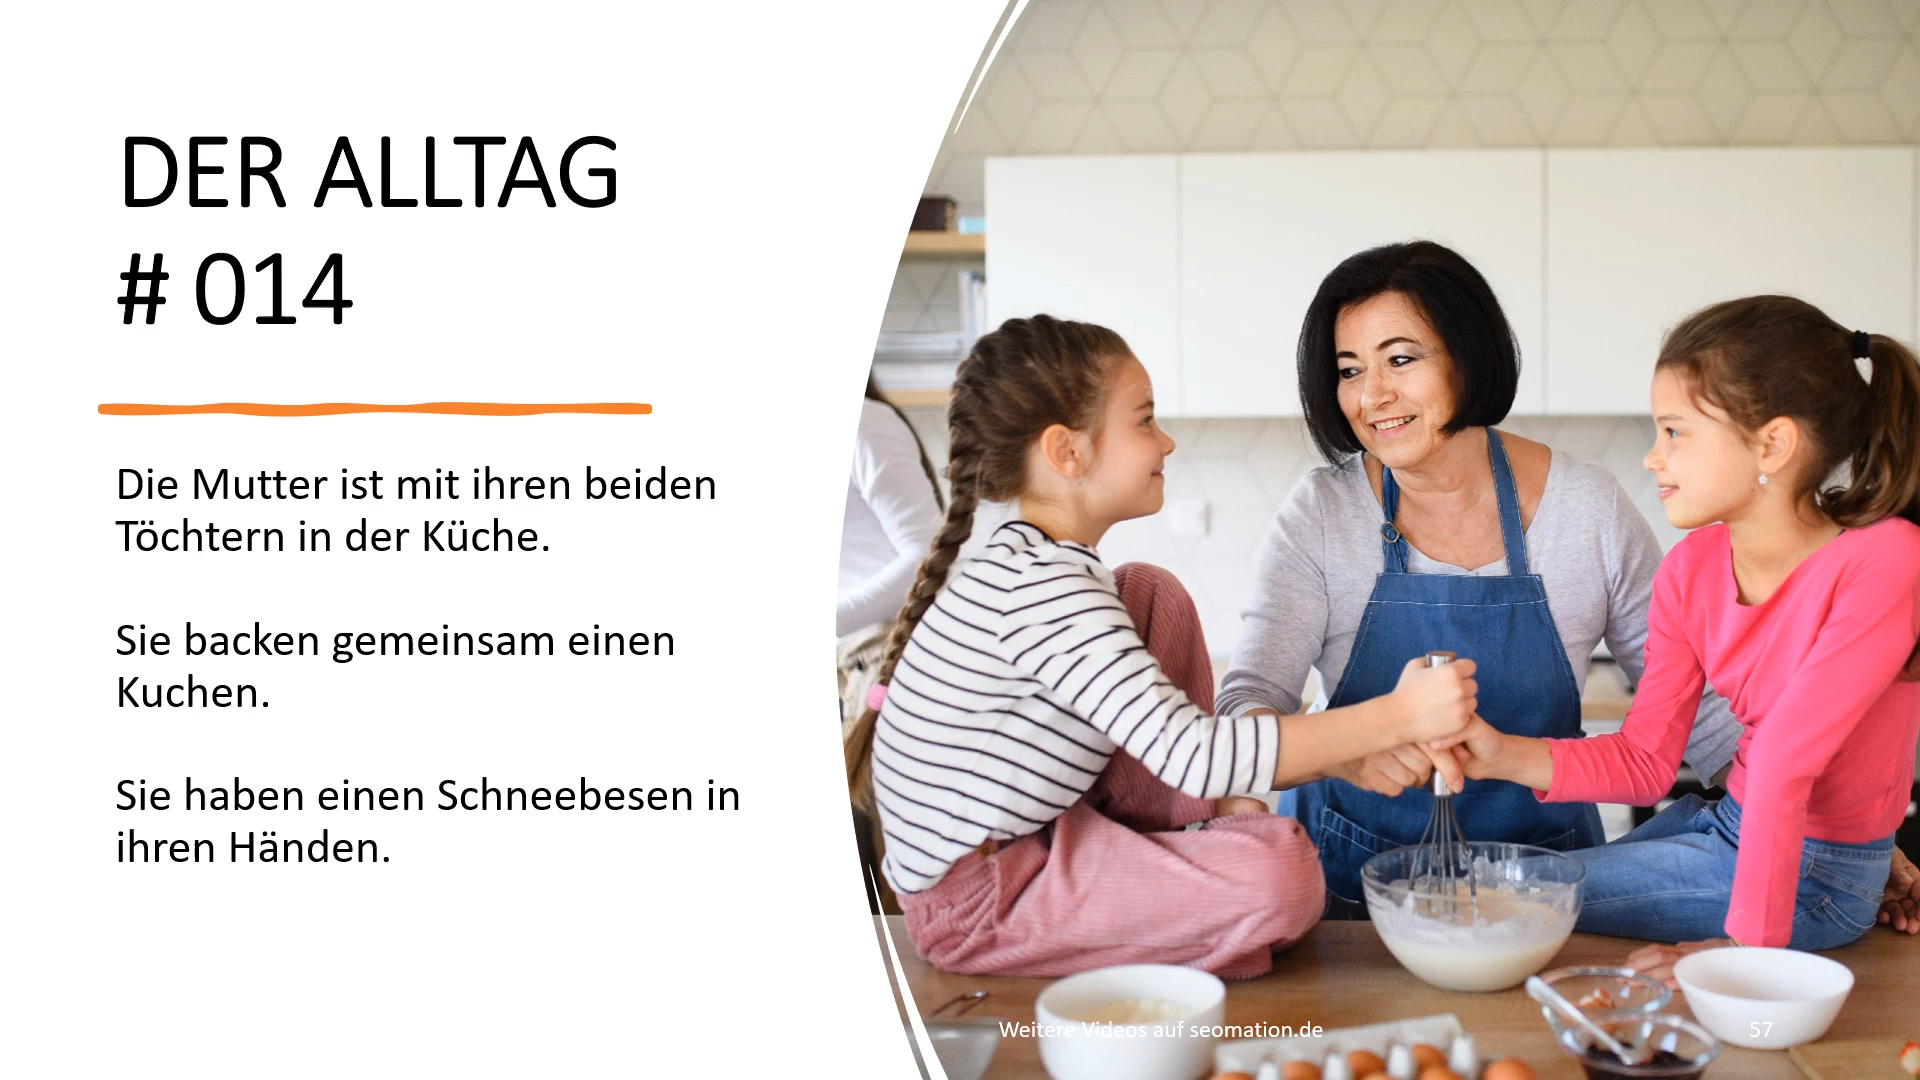 DER ALLTAG
# 014
Die Mutter ist mit ihren beiden
Töchtern in der Küche.
Sie backen gemeinsam einen
Kuchen.
Sie haben einen Schneebesen in
ihren Händen.
Weitere Videos auf seomation.de
57